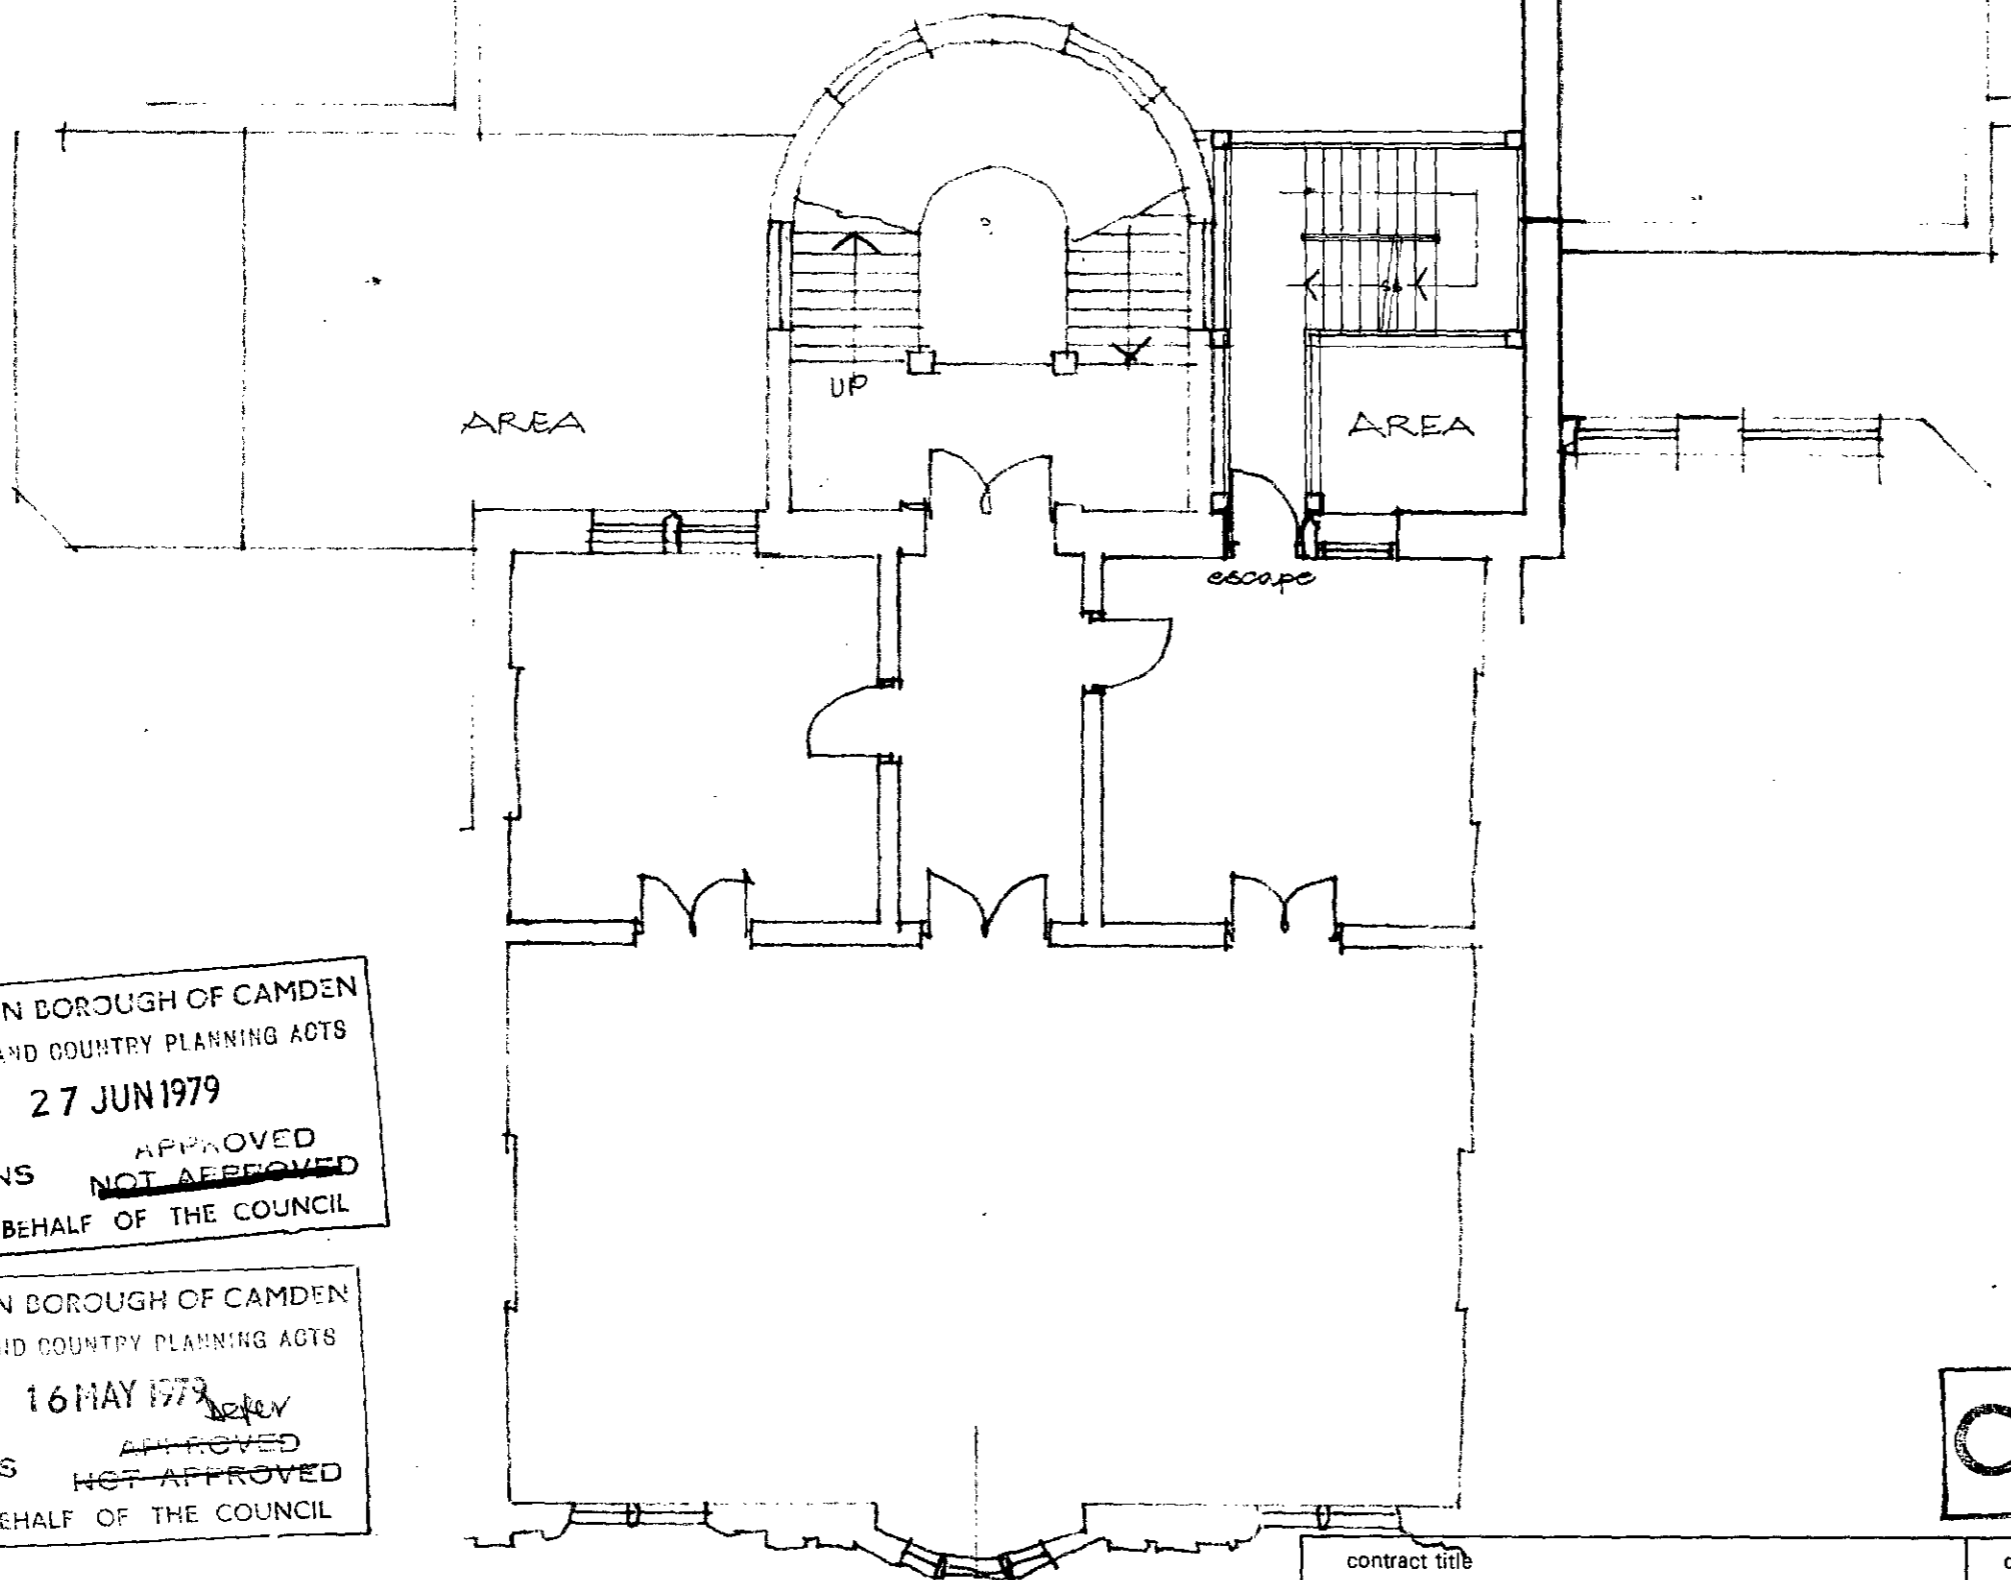 UP
AREA
AREA
escape
N BOROUGH OF CAMDEN
AND COUNTRY PLANNING ACTS
27 JUN 1979
APPROVED
NS NOT APPROVED
BEHALF OF THE COUNCIL
N BOROUGH OF CAMDEN
ND COUNTRY PLANNING ACTS
16 MAY 1979
APPROVED
S NOT APPROVED
EHALF OF THE COUNCIL
contract title